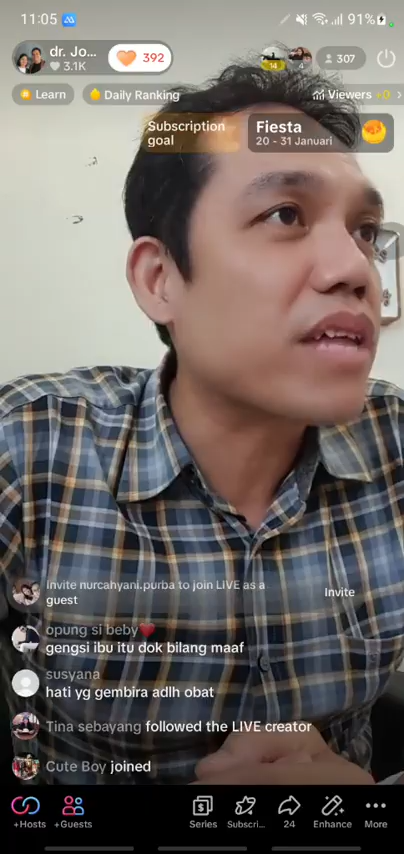 11:05
91%
dr. Jo...
3.1K
392
14
4
307
Learn
Daily Ranking
Viewers +0
Subscription
goal
Fiesta
20 - 31 Januari
Invite nurcahyani.purba to join LIVE as a
guest
Invite
opung si beby❤️
gengsi ibu itu dok bilang maaf
susyana
hati yg gembira adlh obat
Tina sebayang followed the LIVE creator
Cute Boy joined
+Hosts
+Guests
Series
Subscri...
24
Enhance
More